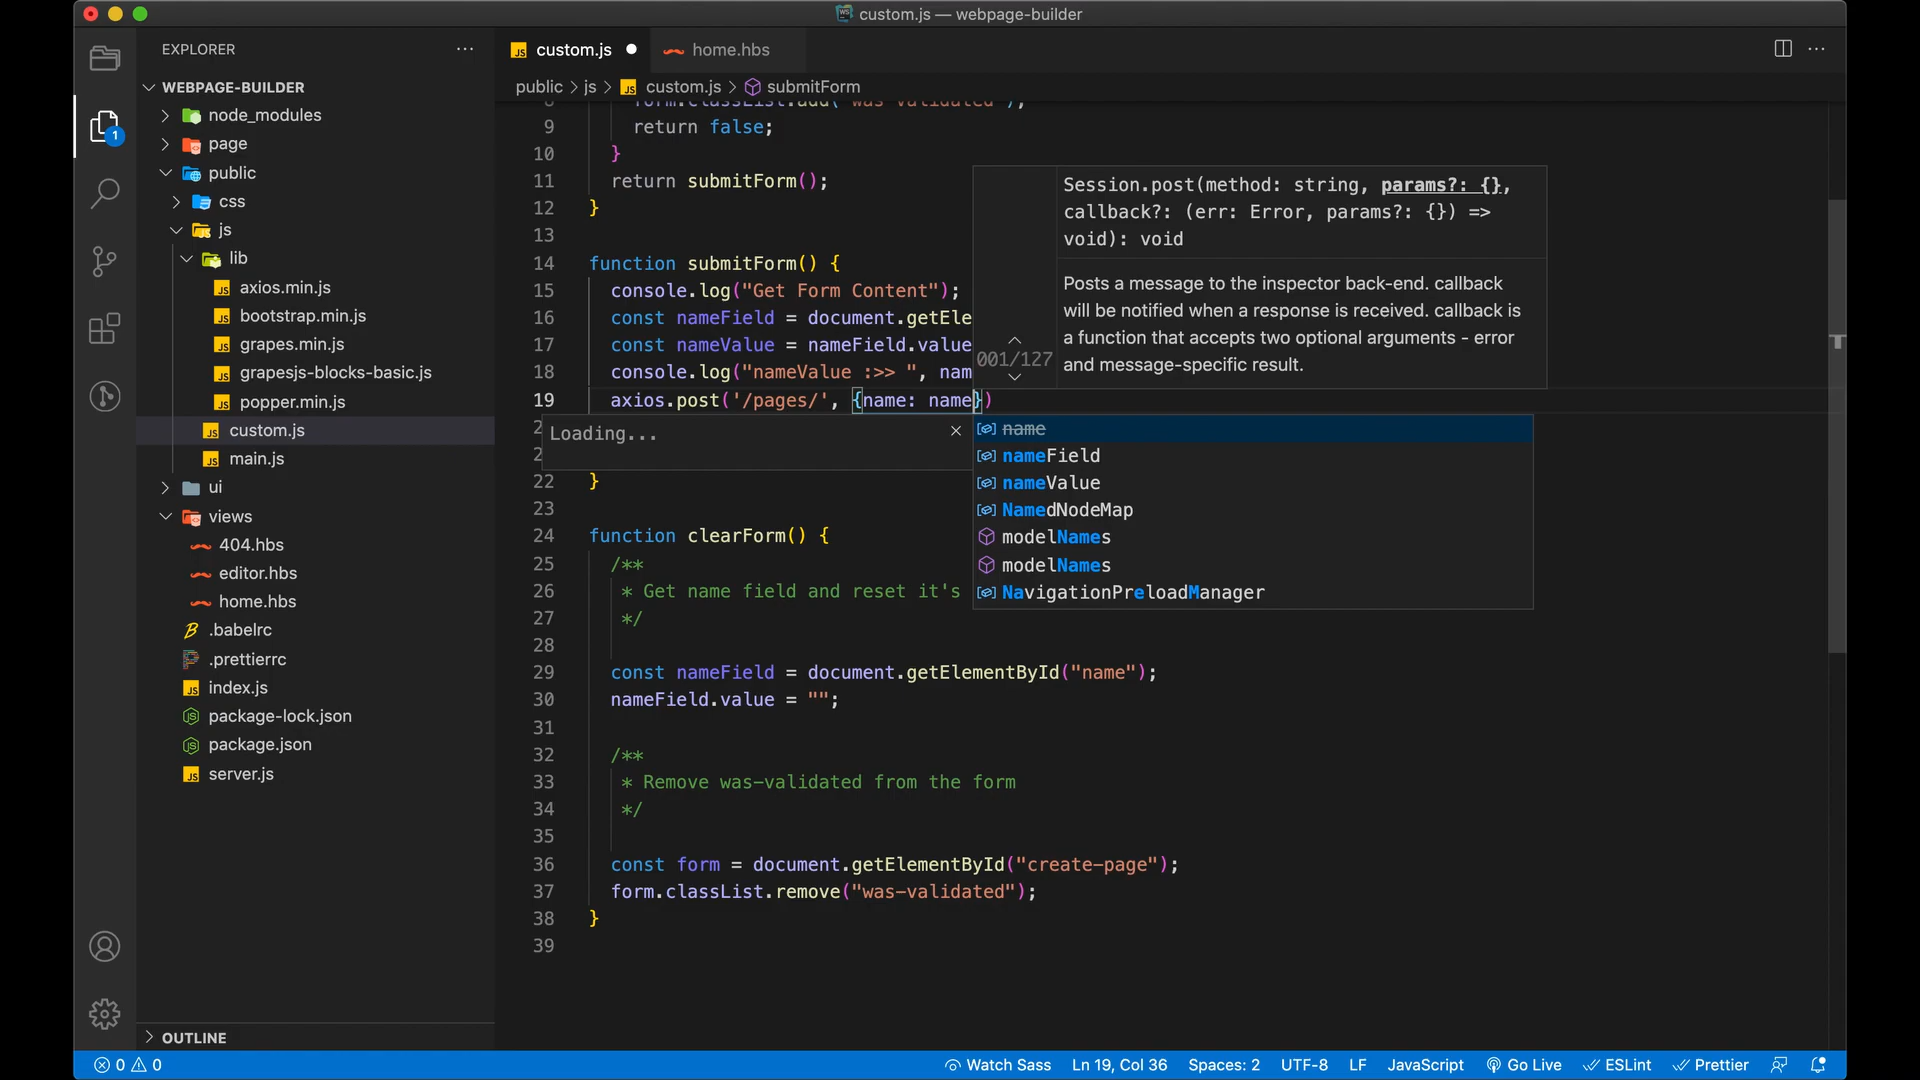 custom.js — webpage-builder
EXPLORER
WEBPAGE-BUILDER
node_modules
page
public
css
js
lib
axios.min.js
bootstrap.min.js
grapes.min.js
grapesjs-blocks-basic.js
popper.min.js
custom.js
main.js
ui
views
404.hbs
editor.hbs
home.hbs
.babelrc
.prettierrc
index.js
package-lock.json
package.json
server.js
OUTLINE
1
custom.js
home.hbs
public > js > custom.js > submitForm
8 form.classList.add("was-validated");
9 return false;
10 }
11 return submitForm();
12 }
13
14 function submitForm() {
15 console.log("Get Form Content");
16 const nameField = document.getEle
17 const nameValue = nameField.value
18 console.log("nameValue :>> ", nam
19 axios.post('/pages/', {name: name})
2
2
22 }
23
24 function clearForm() {
25 /**
26 * Get name field and reset it's
27 */
28
29 const nameField = document.getElementById("name");
30 nameField.value = "";
31
32 /**
33 * Remove was-validated from the form
34 */
35
36 const form = document.getElementById("create-page");
37 form.classList.remove("was-validated");
38 }
39
Session.post(method: string, params?: {},
callback?: (err: Error, params?: {}) =>
void): void
001/127
Posts a message to the inspector back-end. callback
will be notified when a response is received. callback is
a function that accepts two optional arguments - error
and message-specific result.
Loading...
name
nameField
nameValue
NamedNodeMap
modelNames
modelNames
NavigationPreloadManager
0 0
Watch Sass
Ln 19, Col 36
Spaces: 2
UTF-8
LF
JavaScript
Go Live
ESLint
Prettier